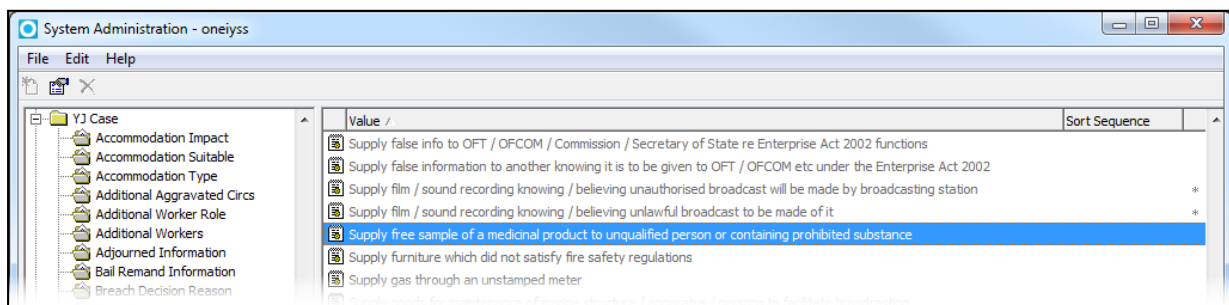 System Administration - oneiyss
File Edit Help
YJ Case
Accommodation Impact
Accommodation Suitable
Accommodation Type
Additional Aggravated Circs
Additional Worker Role
Additional Workers
Adjourned Information
Bail Remand Information
Breach Decision Reason
Value / Sort Sequence
Supply false info to OFT / OFCOM / Commission / Secretary of State re Enterprise Act 2002 functions
Supply false information to another knowing it is to be given to OFT / OFCOM etc under the Enterprise Act 2002
Supply film / sound recording knowing / believing unauthorised broadcast will be made by broadcasting station *
Supply film / sound recording knowing / believing unlawful broadcast to be made of it *
Supply free sample of a medicinal product to unqualified person or containing prohibited substance
Supply furniture which did not satisfy fire safety regulations
Supply gas through an unstamped meter